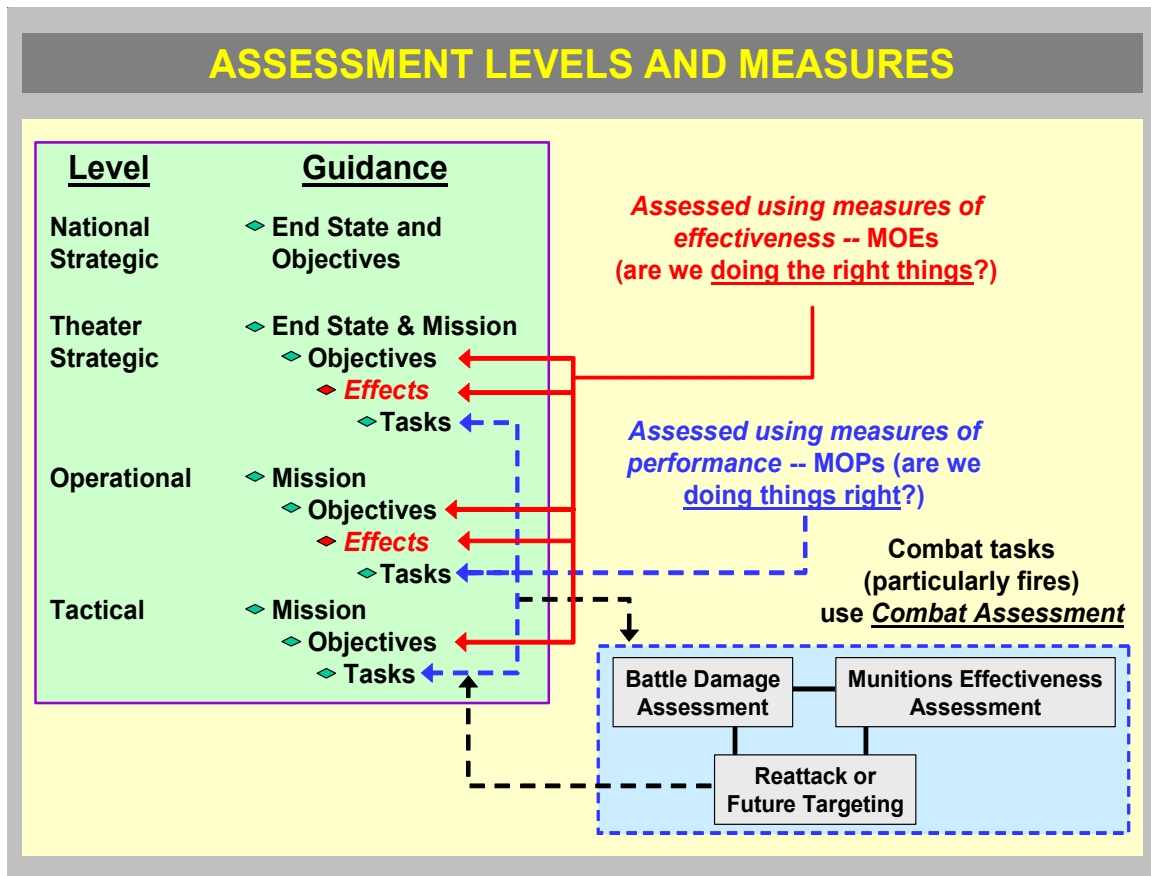 ASSESSMENT LEVELS AND MEASURES
Level
Guidance
National
Strategic
End State and
Objectives
Theater
Strategic
End State & Mission
Objectives
Effects
Tasks
Operational
Mission
Objectives
Effects
Tasks
Tactical
Mission
Objectives
Tasks
Assessed using measures of
effectiveness -- MOEs
(are we doing the right things?)
Assessed using measures of
performance -- MOPs (are we
doing things right?)
Combat tasks
(particularly fires)
use Combat Assessment
Battle Damage
Assessment
Munitions Effectiveness
Assessment
Reattack or
Future Targeting